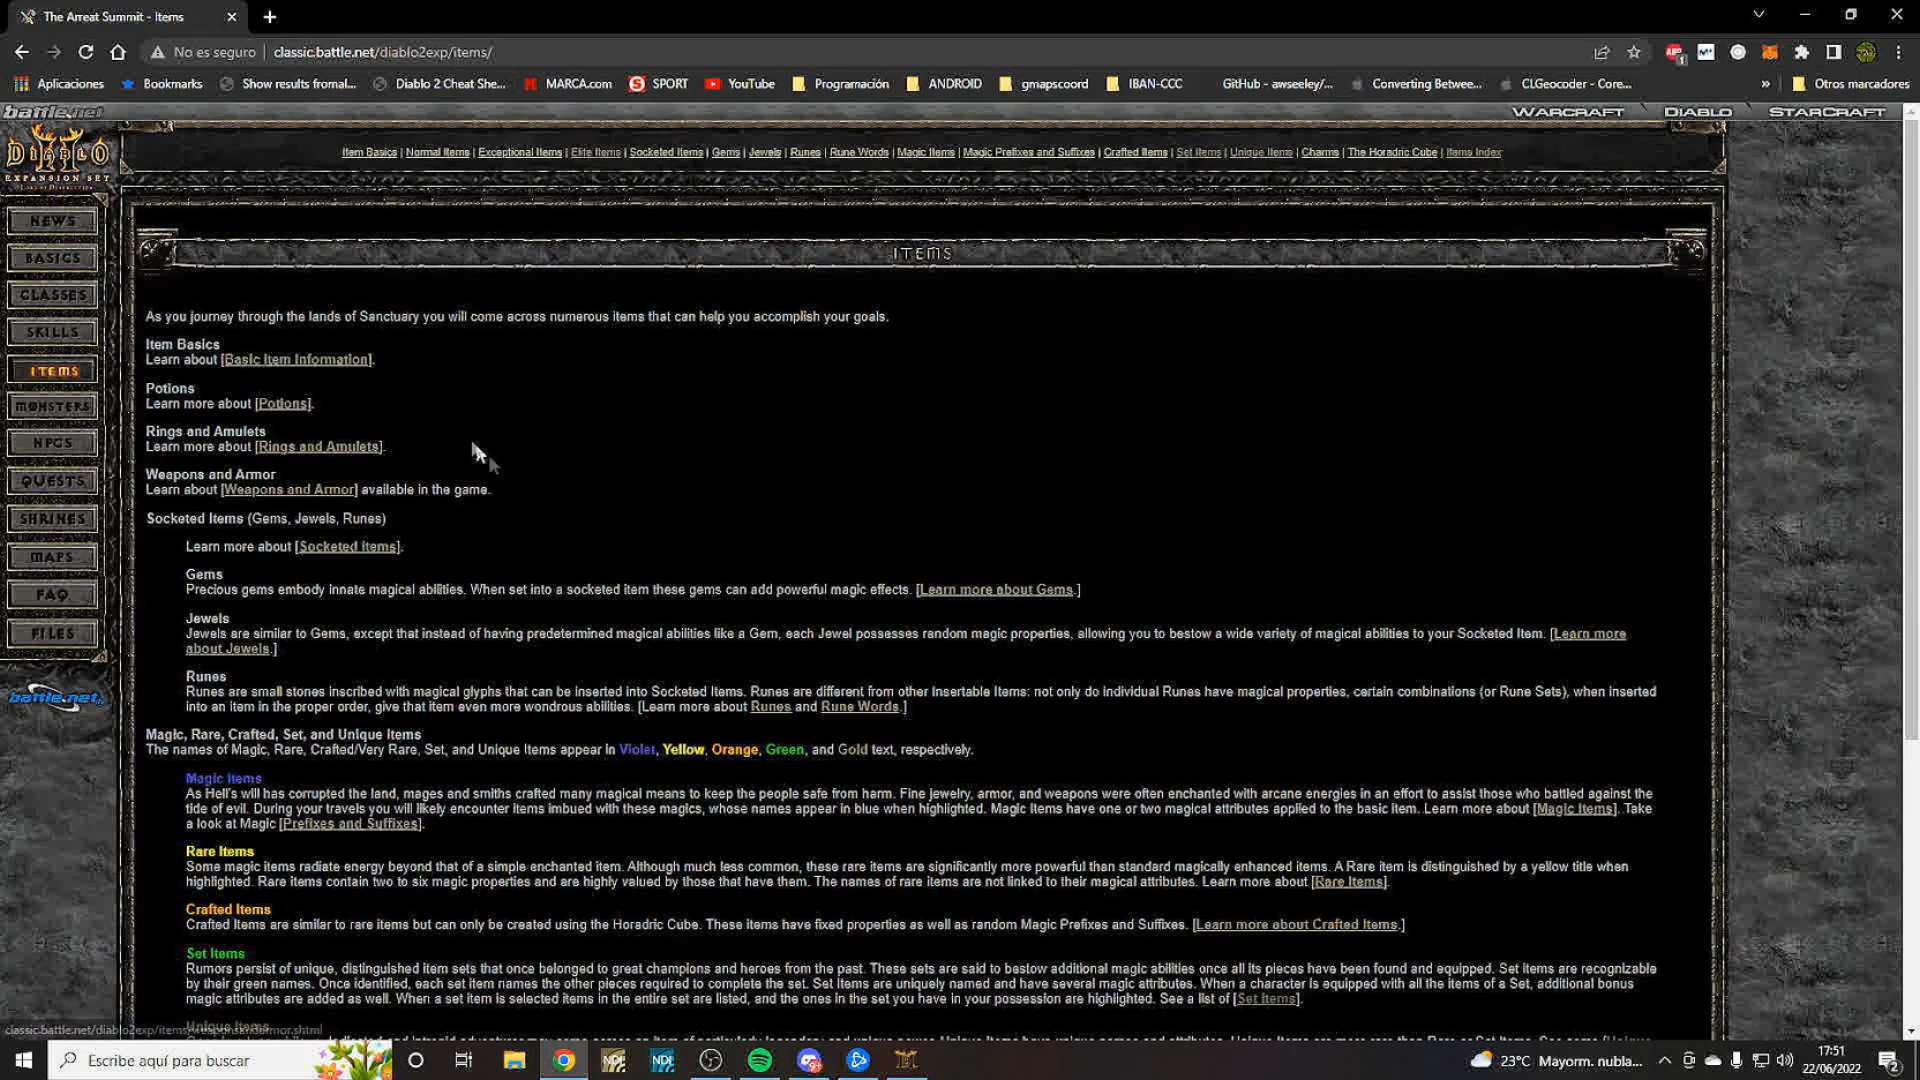 The Arreat Summit - Items
No es seguro
classic.battle.net/diablo2exp/items/
Aplicaciones
Bookmarks
Show results fromal...
Diablo 2 Cheat She...
MARCA.com
SPORT
YouTube
Programación
ANDROID
gmapscoord
IBAN-CCC
GitHub - awseeley/...
Converting Betwee...
CLGeocoder - Core...
»
Otros marcadores
battle.net
WARCRAFT
DIABLO
STARCRAFT
DIABLO II
EXPANSION SET
Item Basics | Normal Items | Exceptional Items | Elite Items | Socketed Items | Gems | Jewels | Runes | Rune Words | Magic Items | Magic Prefixes and Suffixes | Crafted Items | Set Items | Unique Items | Charms | The Horadric Cube | Items Index
NEWS
BASICS
CLASSES
SKILLS
ITEMS
MONSTERS
NPCS
QUESTS
SHRINES
MAPS
FAQ
FILES
battle.net
ITEMS
As you journey through the lands of Sanctuary you will come across numerous items that can help you accomplish your goals.
Item Basics
Learn about [Basic Item Information].
Potions
Learn more about [Potions].
Rings and Amulets
Learn more about [Rings and Amulets].
Weapons and Armor
Learn about [Weapons and Armor] available in the game.
Socketed Items (Gems, Jewels, Runes)
Learn more about [Socketed Items].
Gems
Precious gems embody innate magical abilities. When set into a socketed item these gems can add powerful magic effects. [Learn more about Gems.]
Jewels
Jewels are similar to Gems, except that instead of having predetermined magical abilities like a Gem, each Jewel possesses random magic properties, allowing you to bestow a wide variety of magical abilities to your Socketed Item. [Learn more
about Jewels.]
Runes
Runes are small stones inscribed with magical glyphs that can be inserted into Socketed Items. Runes are different from other Insertable Items: not only do individual Runes have magical properties, certain combinations (or Rune Sets), when inserted
into an item in the proper order, give that item even more wondrous abilities. [Learn more about Runes and Rune Words.]
Magic, Rare, Crafted, Set, and Unique Items
The names of Magic, Rare, Crafted/Very Rare, Set, and Unique Items appear in Violet, Yellow, Orange, Green, and Gold text, respectively.
Magic Items
As Hell's will has corrupted the land, mages and smiths crafted many magical means to keep the people safe from harm. Fine jewelry, armor, and weapons were often enchanted with arcane energies in an effort to assist those who battled against the
tide of evil. During your travels you will likely encounter items imbued with these magics, whose names appear in blue when highlighted. Magic Items have one or two magical attributes applied to the basic item. Learn more about [Magic Items]. Take
a look at Magic [Prefixes and Suffixes].
Rare Items
Some magic items radiate energy beyond that of a simple enchanted item. Although much less common, these rare items are significantly more powerful than standard magically enhanced items. A Rare item is distinguished by a yellow title when
highlighted. Rare items contain two to six magic properties and are highly valued by those that have them. The names of rare items are not linked to their magical attributes. Learn more about [Rare Items].
Crafted Items
Crafted Items are similar to rare items but can only be created using the Horadric Cube. These items have fixed properties as well as random Magic Prefixes and Suffixes. [Learn more about Crafted Items.]
Set Items
Rumors persist of unique, distinguished item sets that once belonged to great champions and heroes from the past. These sets are said to bestow additional magic abilities once all its pieces have been found and equipped. Set items are recognizable
by their green names. Once identified, each set item names the other pieces required to complete the set. Set Items are uniquely named and have several magic attributes. When a character is equipped with all the items of a Set, additional bonus
magic attributes are added as well. When a set item is selected items in the entire set are listed, and the ones in the set you have in your possession are highlighted. See a list of [Set Items].
Unique Items
classic.battle.net/diablo2exp/items/weaponsandarmor.shtml
Escribe aquí para buscar
NDI
NDI
23°C Mayorm. nubla...
17:51
22/06/2022
2